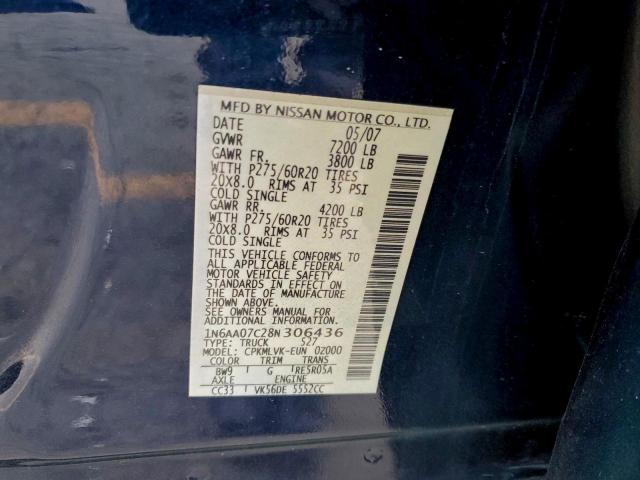 MFD BY NISSAN MOTOR CO., LTD.
DATE 05/07
GVWR 7200 LB
GAWR FR. 3800 LB
WITH P275/60R20 TIRES
20X8.0 RIMS AT 35 PSI
COLD SINGLE
GAWR RR. 4200 LB
WITH P275/60R20 TIRES
20X8.0 RIMS AT 35 PSI
COLD SINGLE
THIS VEHICLE CONFORMS TO
ALL APPLICABLE FEDERAL
MOTOR VEHICLE SAFETY
STANDARDS IN EFFECT ON
THE DATE OF MANUFACTURE
SHOWN ABOVE.
SEE OWNERS MANUAL FOR
ADDITIONAL INFORMATION.
1N6AA07C28N306436
TYPE: TRUCK 527
MODEL: CPKMLVK-EUN 0Z000
COLOR TRIM TRANS
BW9 G RE5R05A
AXLE ENGINE
CC33 VK56DE 5552CC